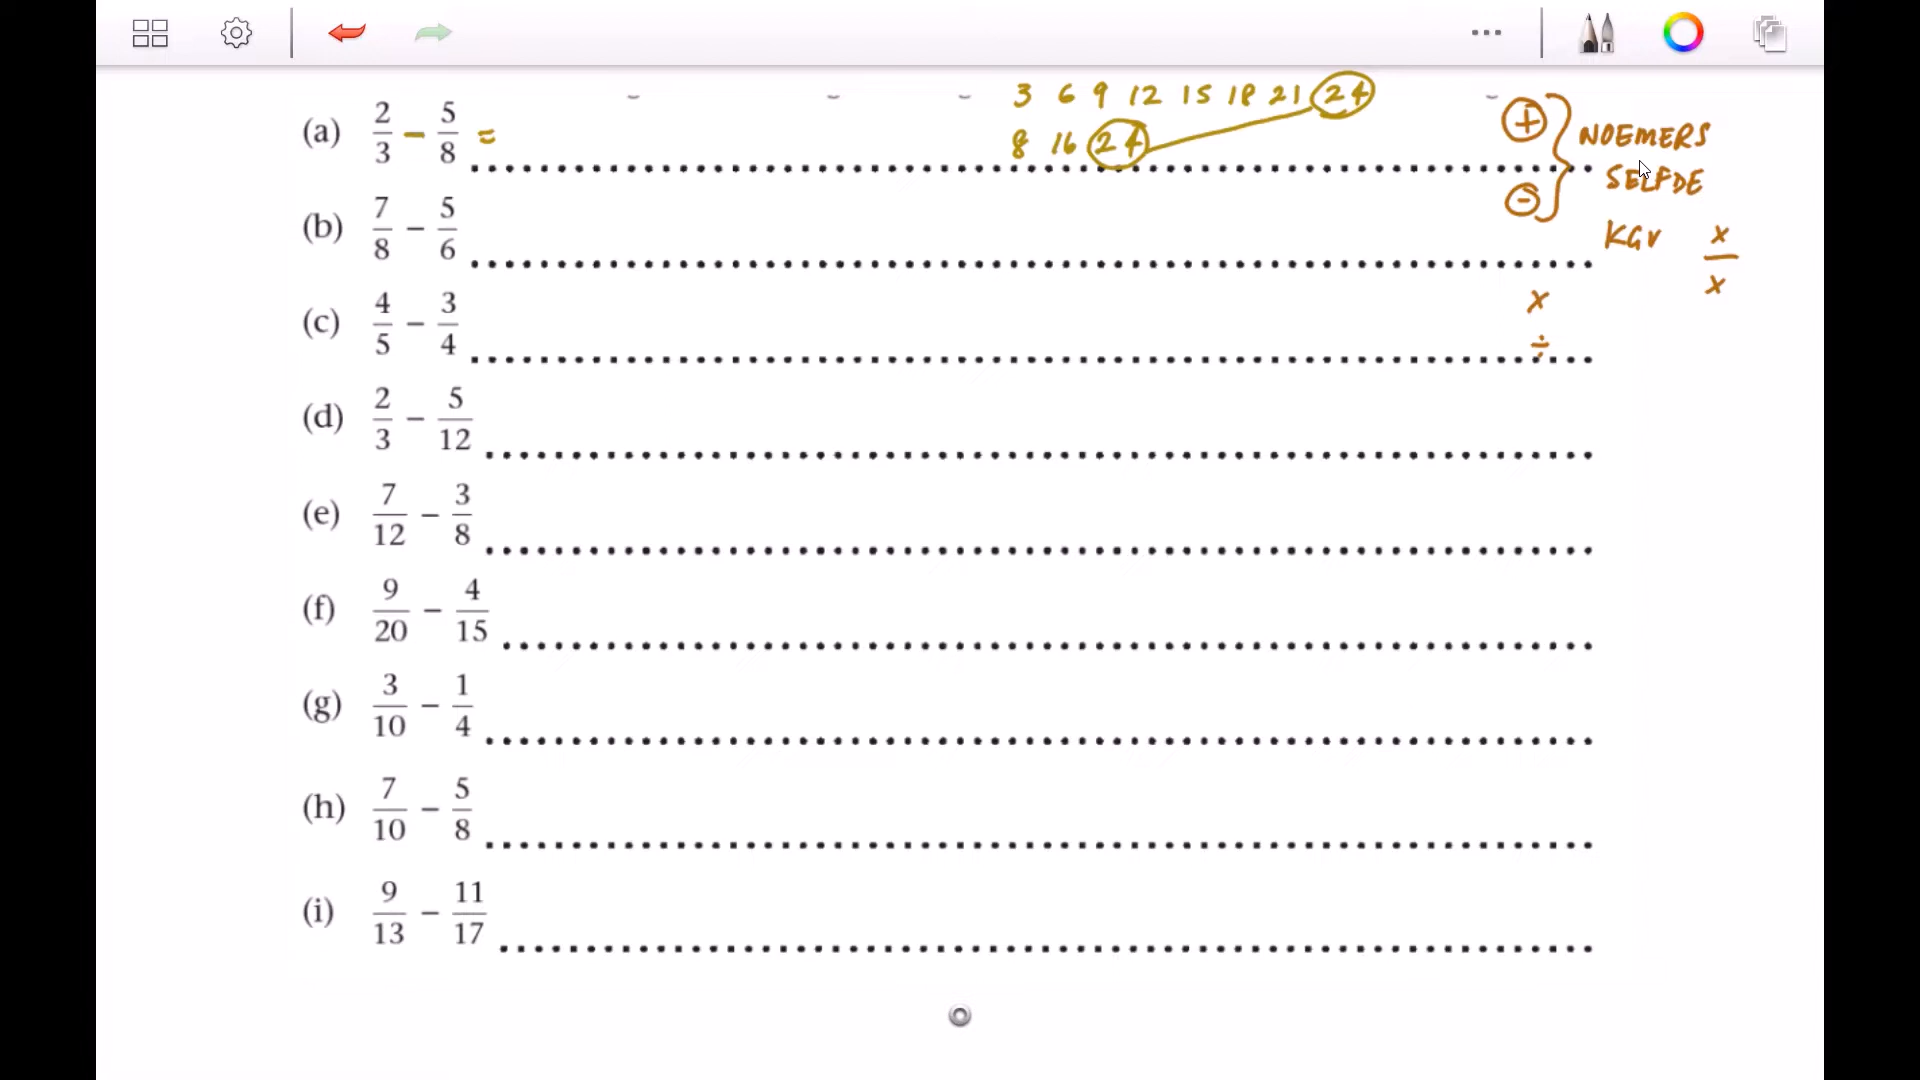 3 6 9 12 15 18 21 24
(a) 2/3 − 5/8 =
8 16 24
+
NOEMERS
SELFDE
−
(b) 7/8 − 5/6
KGV x/x
(c) 4/5 − 3/4
×
÷
(d) 2/3 − 5/12
(e) 7/12 − 3/8
(f) 9/20 − 4/15
(g) 3/10 − 1/4
(h) 7/10 − 5/8
(i) 9/13 − 11/17